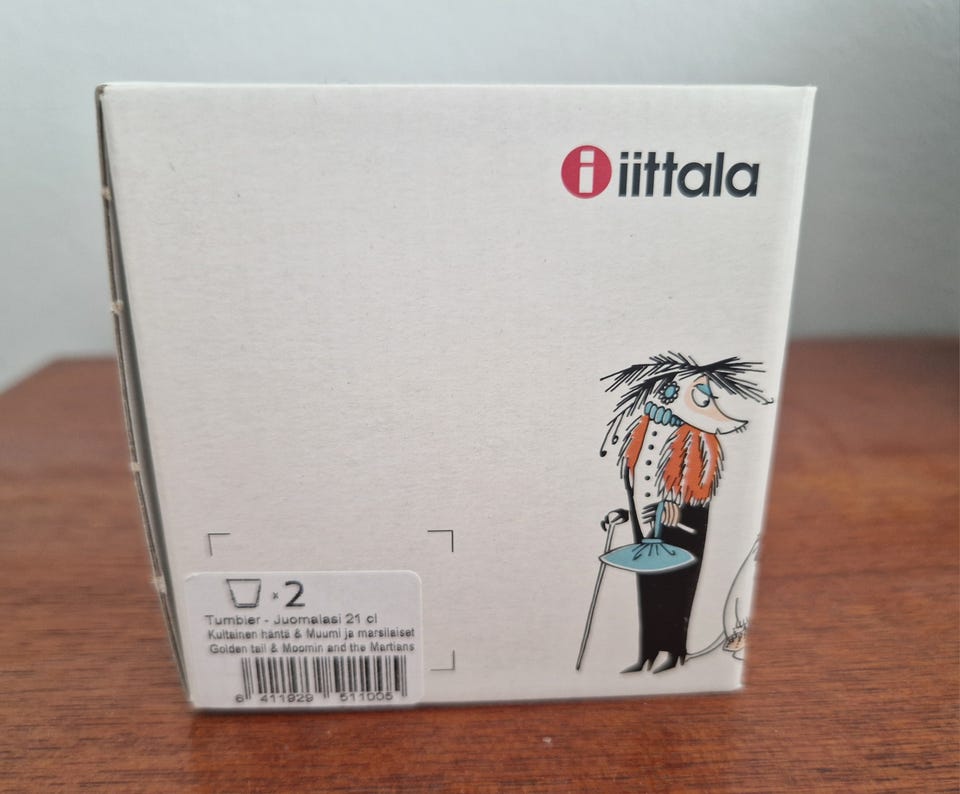 i iittala
× 2
Tumbler - Juomalasi 21 cl
Kultainen häntä & Muumi ja marsilaiset
Golden tail & Moomin and the Martians
6 411929 511005